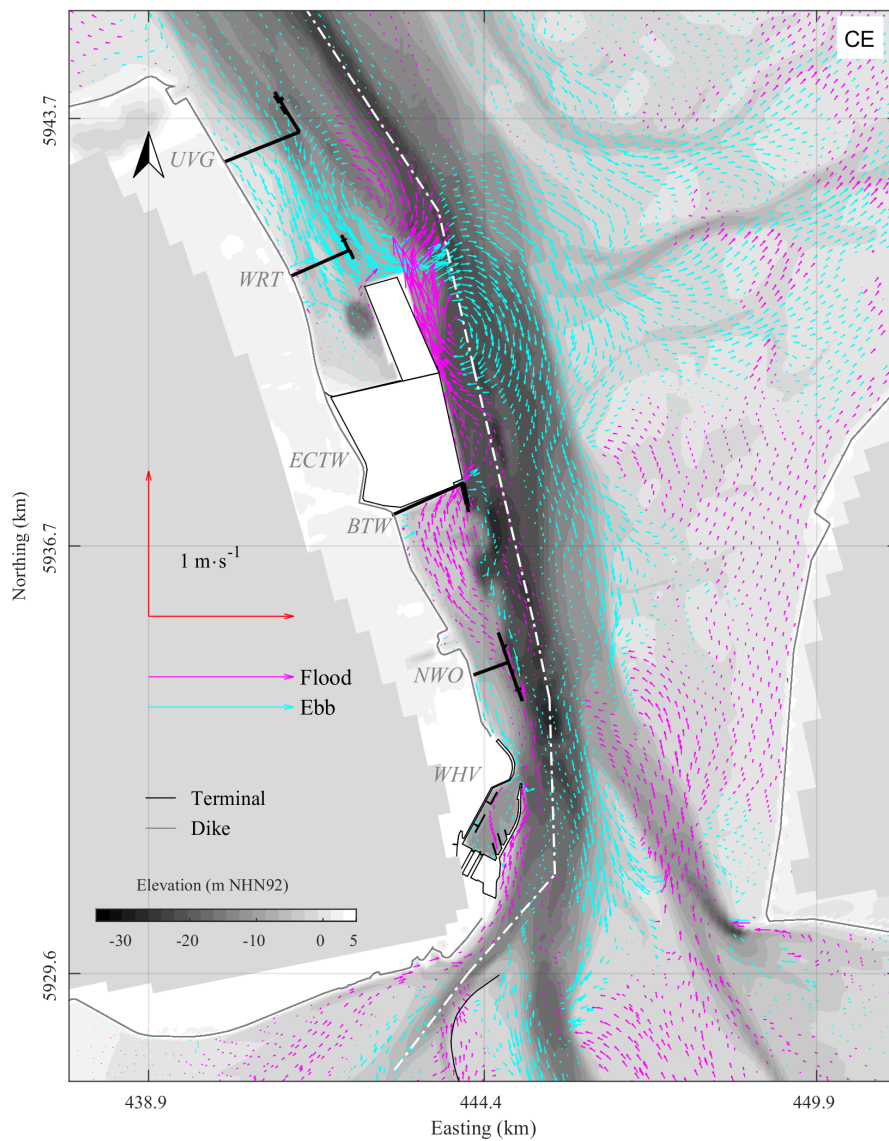 CE
5943.7
UVG
WRT
ECTW
BTW
5936.7
Northing (km)
1 m·s⁻¹
NWO
Flood
Ebb
WHV
Terminal
Dike
Elevation (m NHN92)
-30 -20 -10 0 5
5929.6
438.9 444.4 449.9
Easting (km)